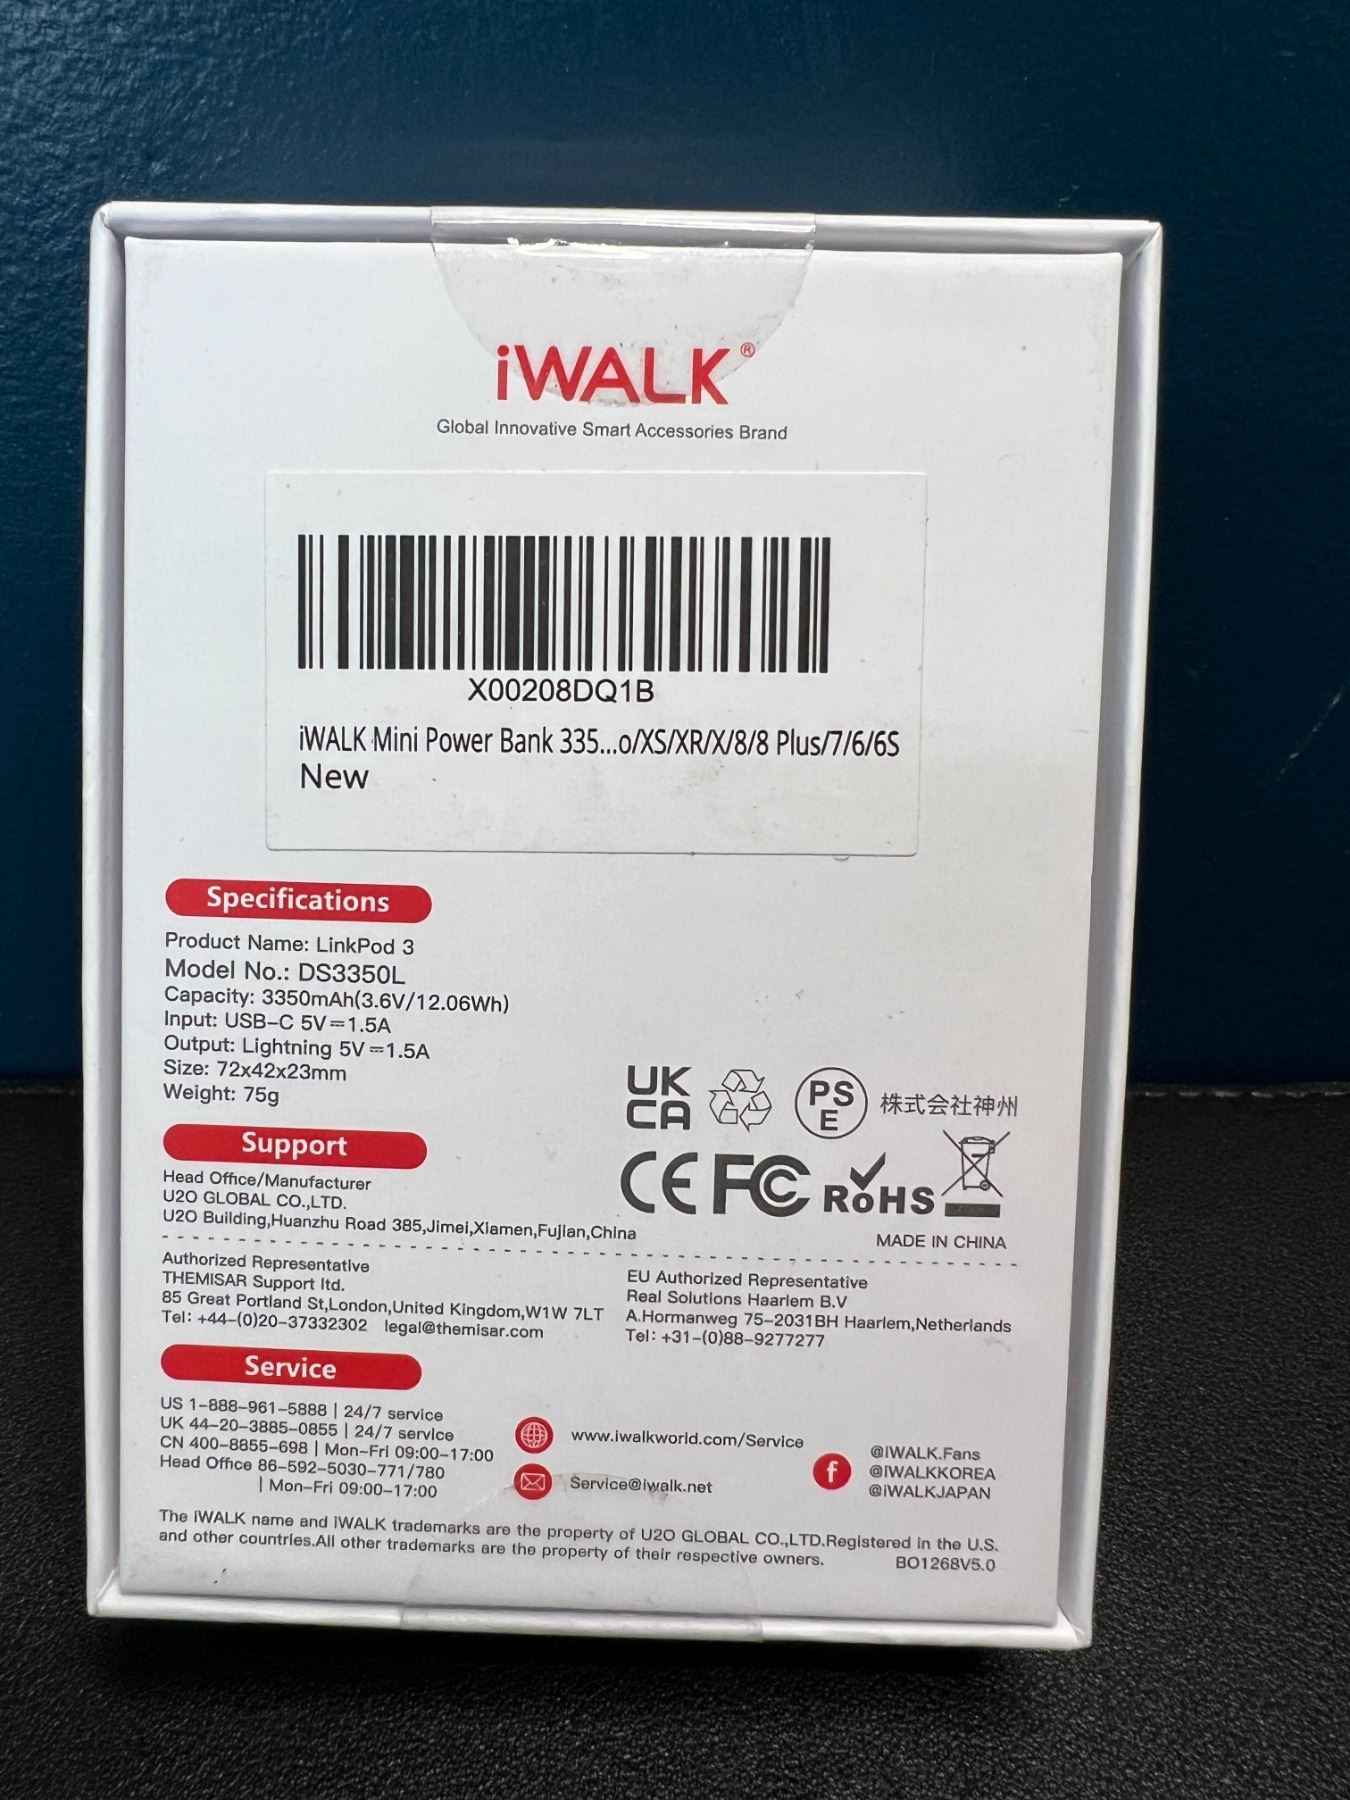 iWALK®
Global Innovative Smart Accessories Brand
X00208DQ1B
iWALK Mini Power Bank 335...o/XS/XR/X/8/8 Plus/7/6/6S
New
Specifications
Product Name: LinkPod 3
Model No.: DS3350L
Capacity: 3350mAh(3.6V/12.06Wh)
Input: USB-C 5V⎓1.5A
Output: Lightning 5V⎓1.5A
Size: 72x42x23mm
Weight: 75g
UK
CA
PS
E
株式会社神州
CE FC RoHS
MADE IN CHINA
Support
Head Office/Manufacturer
U2O GLOBAL CO.,LTD.
U2O Building,Huanzhu Road 385,Jimei,Xiamen,Fujian,China
Authorized Representative
THEMISAR Support ltd.
85 Great Portland St,London,United Kingdom,W1W 7LT
Tel: +44-(0)20-37332302 legal@themisar.com
EU Authorized Representative
Real Solutions Haarlem B.V
A.Hormanweg 75-2031BH Haarlem,Netherlands
Tel: +31-(0)88-9277277
Service
US 1-888-961-5888 | 24/7 service
UK 44-20-3885-0855 | 24/7 service
CN 400-8855-698 | Mon-Fri 09:00-17:00
Head Office 86-592-5030-771/780
| Mon-Fri 09:00-17:00
www.iwalkworld.com/Service
Service@iwalk.net
f
@IWALK.Fans
@IWALKKOREA
@IWALKJAPAN
The iWALK name and iWALK trademarks are the property of U2O GLOBAL CO.,LTD.Registered in the U.S.
and other countries.All other trademarks are the property of their respective owners.
BO1268V5.0